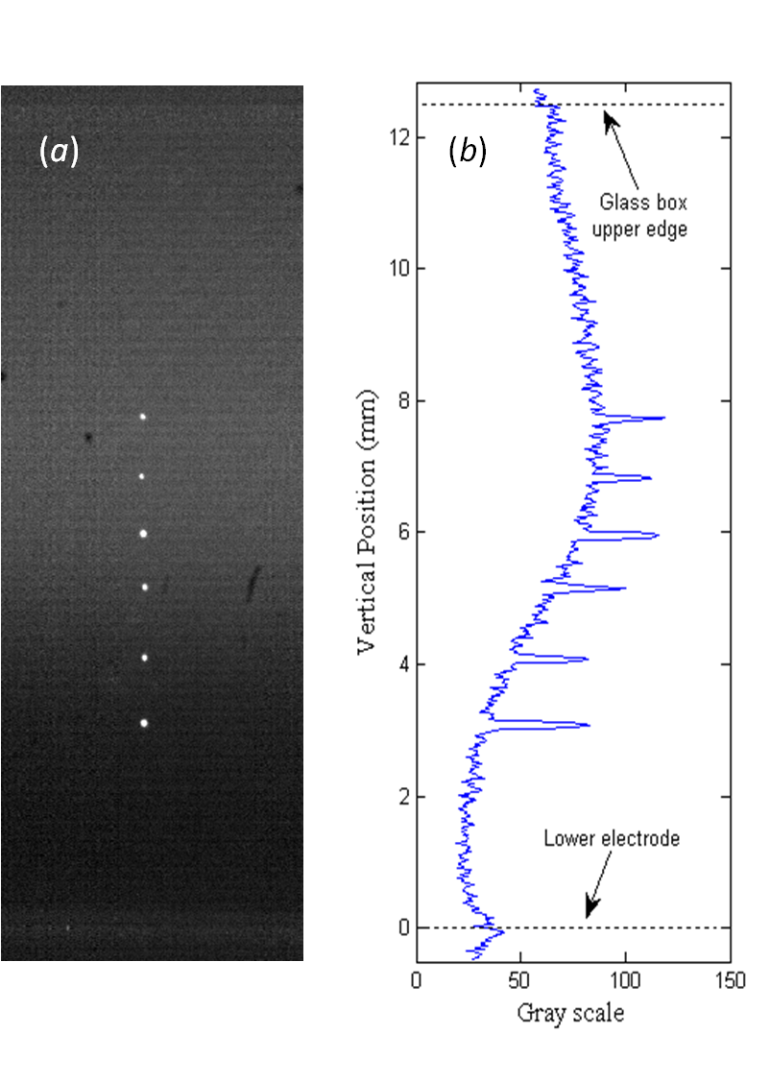 (a)
(b)
Glass box
upper edge
Lower electrode
Vertical Position (mm)
12
10
8
6
4
2
0
0 50 100 150
Gray scale